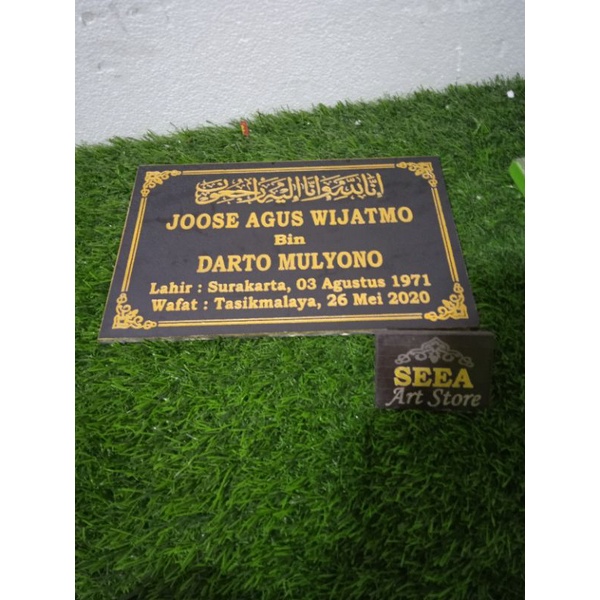 إنا لله وإنا إليه راجعون
JOOSE AGUS WIJATMO
Bin
DARTO MULYONO
Lahir : Surakarta, 03 Agustus 1971
Wafat : Tasikmalaya, 26 Mei 2020
SEEA
Art Store